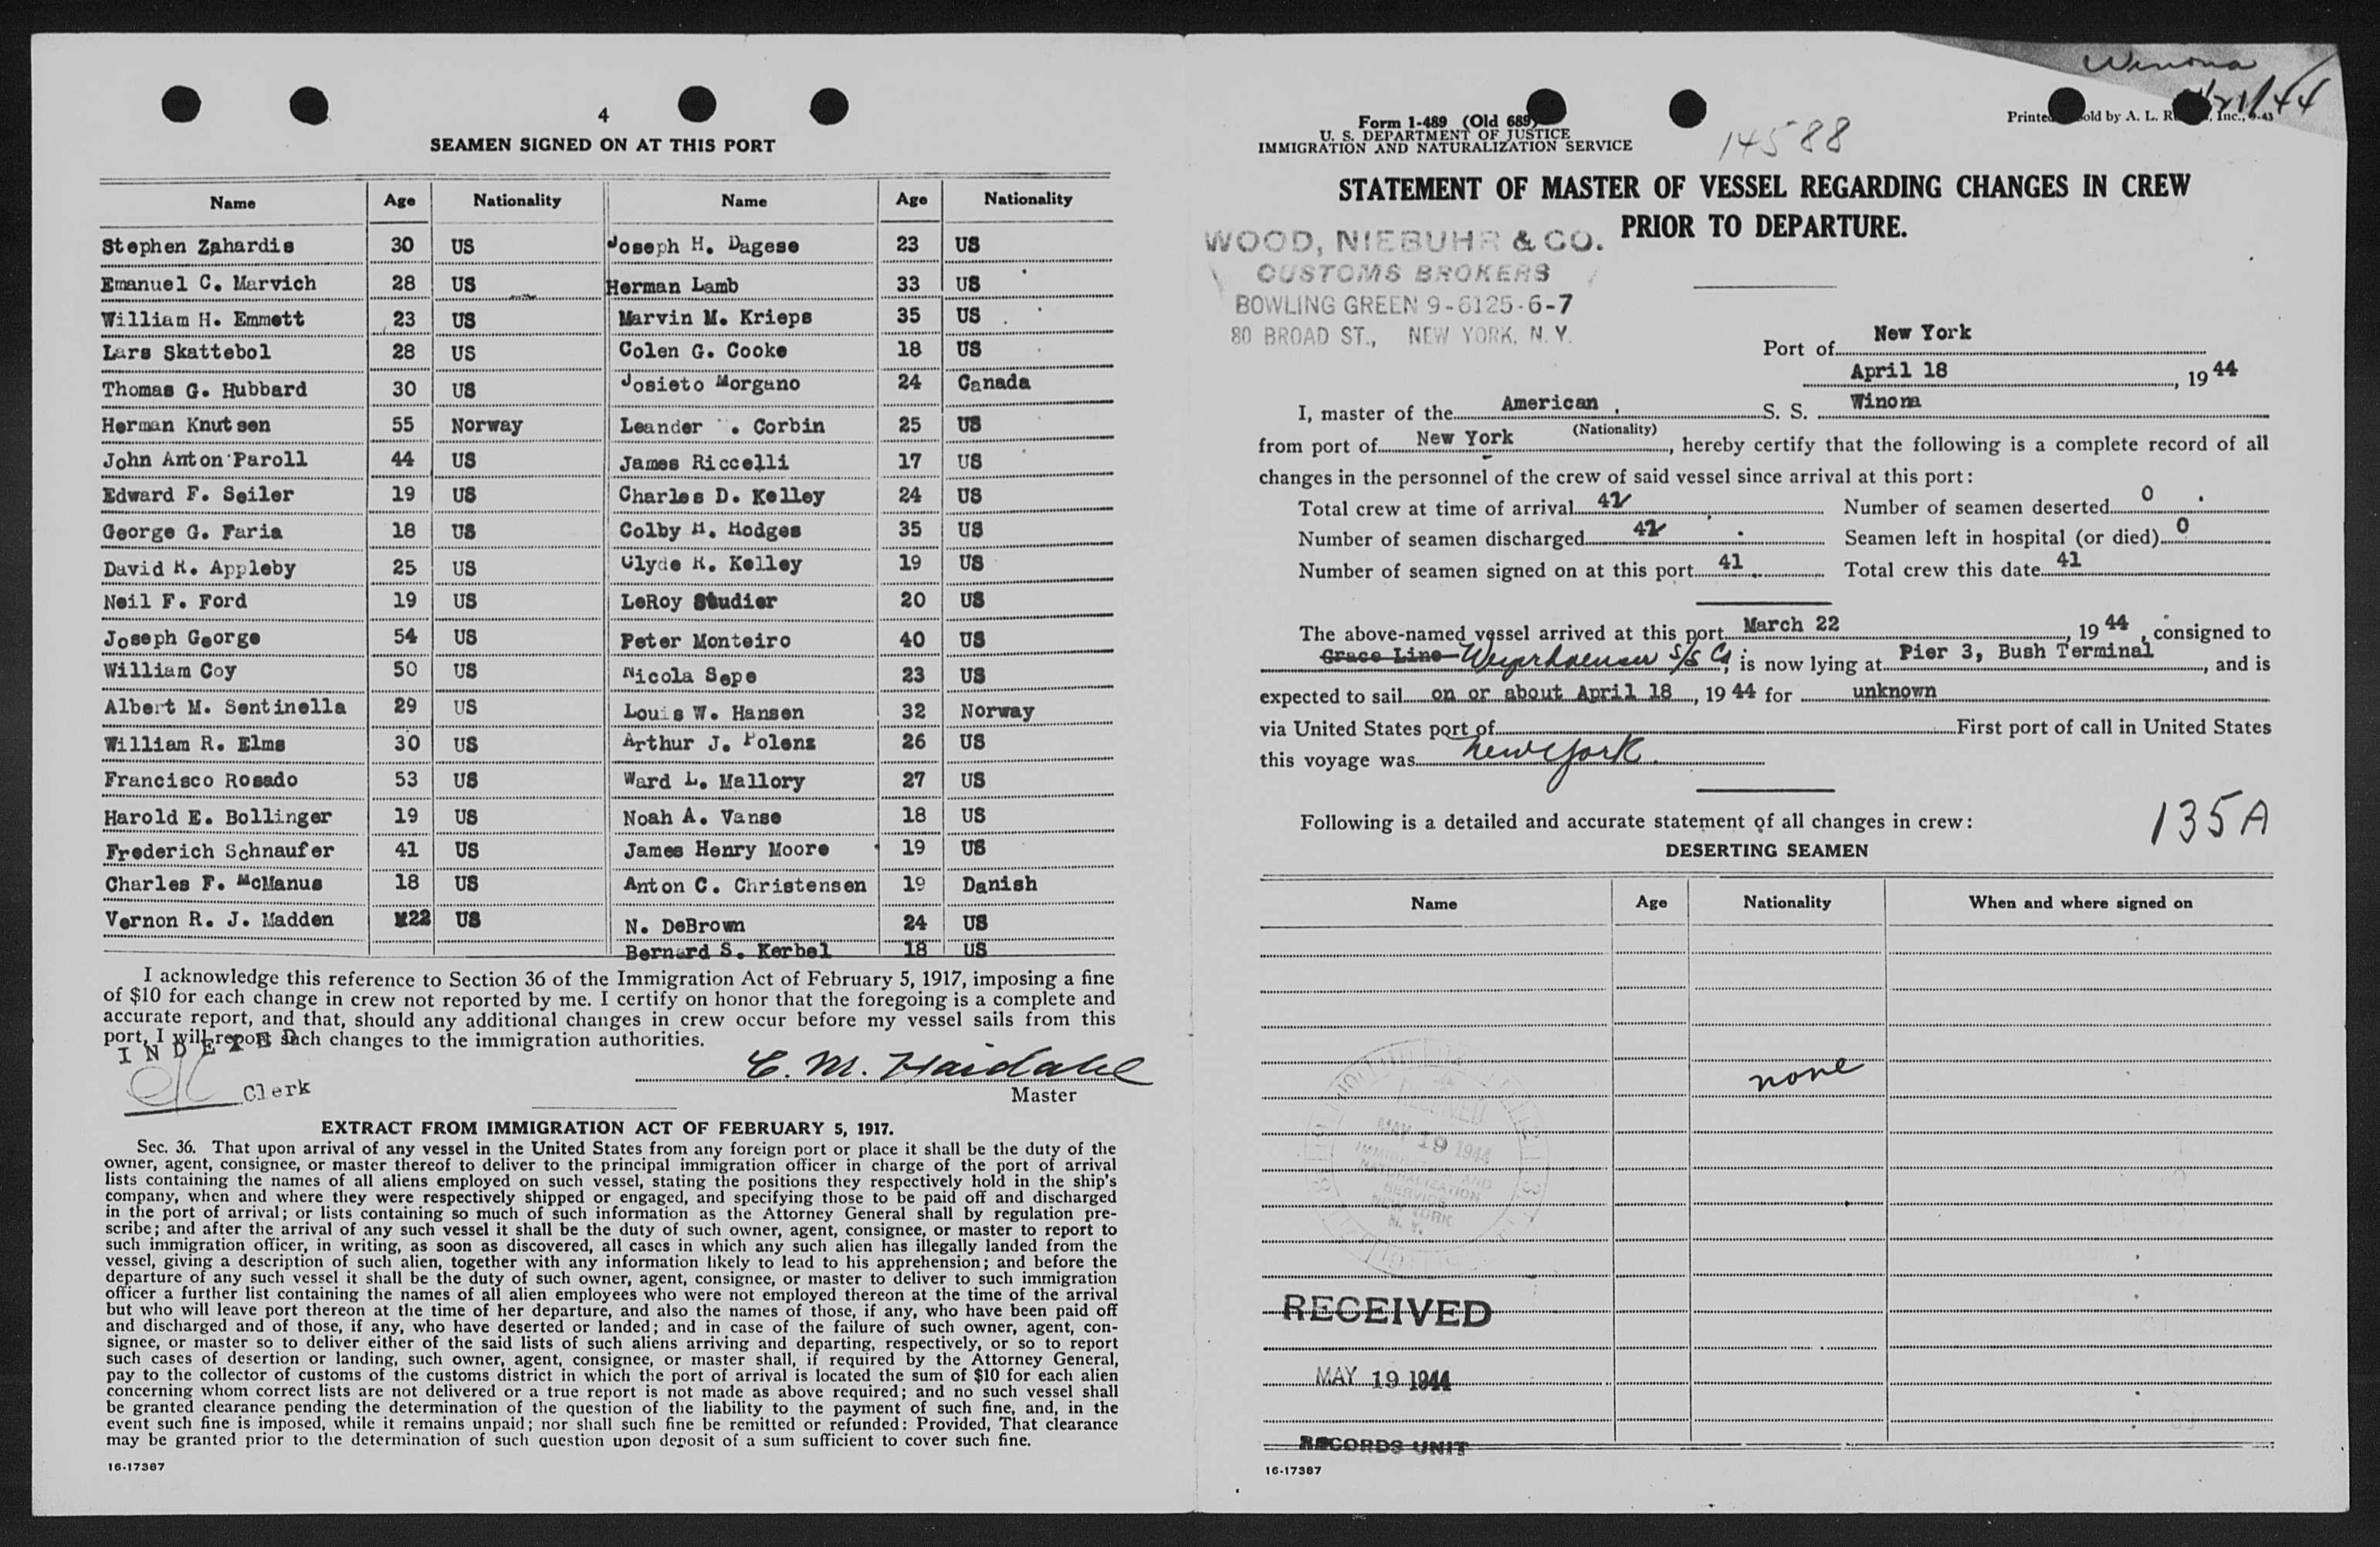 4
SEAMEN SIGNED ON AT THIS PORT
Name Age Nationality Name Age Nationality
Stephen Zahardis 30 US Joseph H. Dagese 23 US
Emanuel C. Marvich 28 US Herman Lamb 33 US
William H. Emmett 23 US Marvin M. Krieps 35 US
Lars Skattebol 28 US Colen G. Cooke 18 US
Thomas G. Hubbard 30 US Josieto Morgano 24 Canada
Herman Knutsen 55 Norway Leander . Corbin 25 US
John Anton Paroll 44 US James Riccelli 17 US
Edward F. Seiler 19 US Charles D. Kelley 24 US
George G. Faria 18 US Colby H. Hodges 35 US
David R. Appleby 25 US Clyde R. Kelley 19 US
Neil F. Ford 19 US LeRoy Studier 20 US
Joseph George 54 US Peter Monteiro 40 US
William Coy 50 US Nicola Sepe 23 US
Albert M. Sentinella 29 US Louis W. Hansen 32 Norway
William R. Elms 30 US Arthur J. Polenz 26 US
Francisco Rosado 53 US Ward L. Mallory 27 US
Harold E. Bollinger 19 US Noah A. Vanse 18 US
Frederich Schnaufer 41 US James Henry Moore 19 US
Charles F. McManus 18 US Anton C. Christensen 19 Danish
Vernon R. J. Madden 22 US N. DeBrown 24 US
Bernard S. Kerbel 18 US
I acknowledge this reference to Section 36 of the Immigration Act of February 5, 1917, imposing a fine
of $10 for each change in crew not reported by me. I certify on honor that the foregoing is a complete and
accurate report, and that, should any additional changes in crew occur before my vessel sails from this
port, I will report such changes to the immigration authorities.
INDEXED
Clerk
C. M. Haidahl
Master
EXTRACT FROM IMMIGRATION ACT OF FEBRUARY 5, 1917.
Sec. 36. That upon arrival of any vessel in the United States from any foreign port or place it shall be the duty of the
owner, agent, consignee, or master thereof to deliver to the principal immigration officer in charge of the port of arrival
lists containing the names of all aliens employed on such vessel, stating the positions they respectively hold in the ship's
company, when and where they were respectively shipped or engaged, and specifying those to be paid off and discharged
in the port of arrival; or lists containing so much of such information as the Attorney General shall by regulation pre-
scribe; and after the arrival of any such vessel it shall be the duty of such owner, agent, consignee, or master to report to
such immigration officer, in writing, as soon as discovered, all cases in which any such alien has illegally landed from the
vessel, giving a description of such alien, together with any information likely to lead to his apprehension; and before the
departure of any such vessel it shall be the duty of such owner, agent, consignee, or master to deliver to such immigration
officer a further list containing the names of all alien employees who were not employed thereon at the time of the arrival
but who will leave port thereon at the time of her departure, and also the names of those, if any, who have been paid off
and discharged and of those, if any, who have deserted or landed; and in case of the failure of such owner, agent, con-
signee, or master so to deliver either of the said lists of such aliens arriving and departing, respectively, or so to report
such cases of desertion or landing, such owner, agent, consignee, or master shall, if required by the Attorney General,
pay to the collector of customs of the customs district in which the port of arrival is located the sum of $10 for each alien
concerning whom correct lists are not delivered or a true report is not made as above required; and no such vessel shall
be granted clearance pending the determination of the question of the liability to the payment of such fine, and, in the
event such fine is imposed, while it remains unpaid; nor shall such fine be remitted or refunded: Provided, That clearance
may be granted prior to the determination of such question upon deposit of a sum sufficient to cover such fine.
16-17387
Winona
Form 1-489 (Old 689)
U. S. DEPARTMENT OF JUSTICE
IMMIGRATION AND NATURALIZATION SERVICE
14588
Printed sold by A. L. Inc.,
STATEMENT OF MASTER OF VESSEL REGARDING CHANGES IN CREW
PRIOR TO DEPARTURE.
WOOD, NIEBUHR & CO.
CUSTOMS BROKERS
BOWLING GREEN 9-6125-6-7
80 BROAD ST., NEW YORK, N. Y.
Port of New York
April 18, 1944
I, master of the American S. S. Winona
(Nationality)
from port of New York, hereby certify that the following is a complete record of all
changes in the personnel of the crew of said vessel since arrival at this port:
Total crew at time of arrival 42 Number of seamen deserted 0
Number of seamen discharged 42 Seamen left in hospital (or died) 0
Number of seamen signed on at this port 41 Total crew this date 41
The above-named vessel arrived at this port March 22, 1944, consigned to
Grace Line Weyerhaeuser S/S Co, is now lying at Pier 3, Bush Terminal, and is
expected to sail on or about April 18, 1944 for unknown
via United States port of First port of call in United States
this voyage was New York.
135A
Following is a detailed and accurate statement of all changes in crew:
DESERTING SEAMEN
Name Age Nationality When and where signed on
none
RECEIVED
MAY 19 1944
IMMIGRATION AND
NATURALIZATION
SERVICE
NEW YORK
N. Y.
RECEIVED
MAY 19 1944
RECORDS UNIT
16-17387